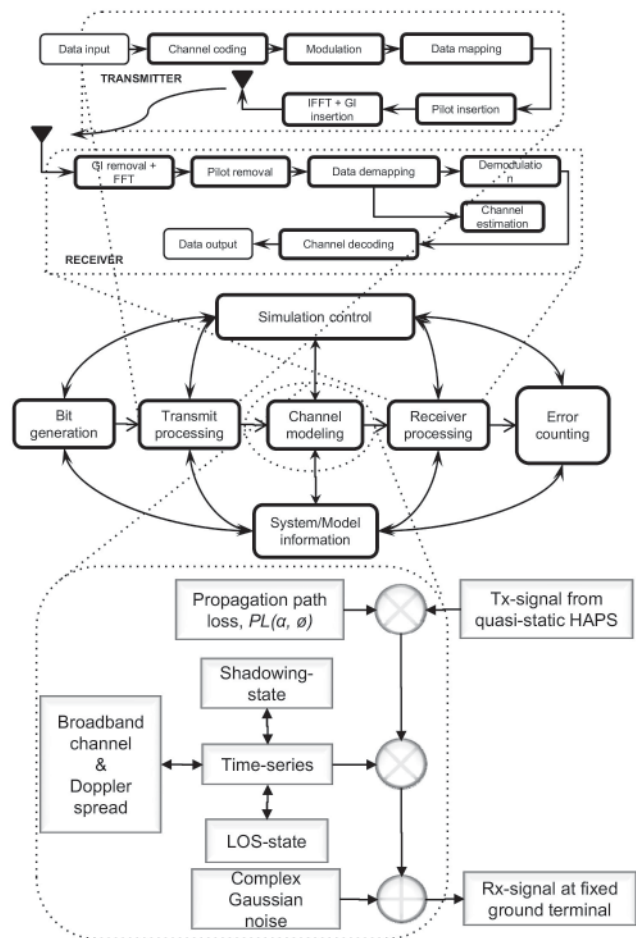 Data input
Channel coding
Modulation
Data mapping
TRANSMITTER
IFFT + GI
insertion
Pilot insertion
GI removal +
FFT
Pilot removal
Data demapping
Demodulatio
n
Channel
estimation
Data output
Channel decoding
RECEIVER
Simulation control
Bit
generation
Transmit
processing
Channel
modeling
Receiver
processing
Error
counting
System/Model
information
Propagation path
loss, PL(α, ø)
Tx-signal from
quasi-static HAPS
Shadowing-
state
Broadband
channel
&
Doppler
spread
Time-series
LOS-state
Complex
Gaussian
noise
Rx-signal at fixed
ground terminal